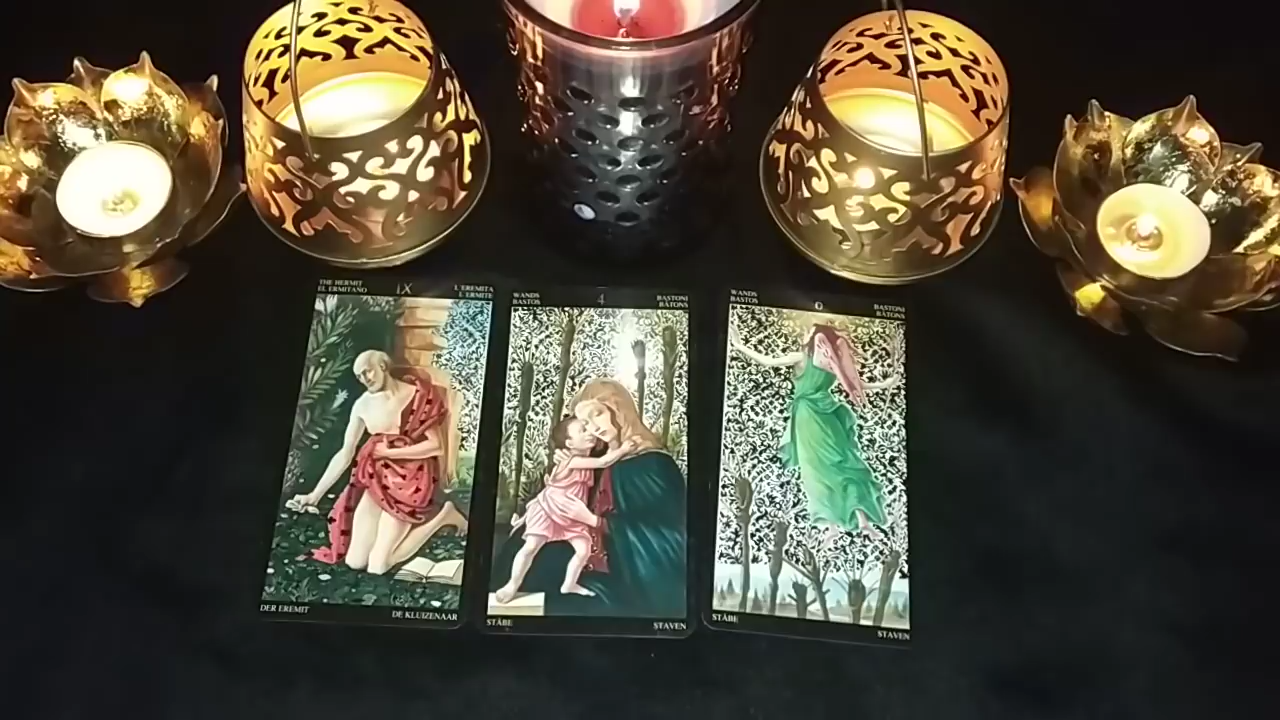 THE HERMIT
EL ERMITAÑO
IX
L'EREMITA
L'ERMITE
DER EREMIT
DE KLUIZENAAR
WANDS
BASTOS
4
BASTONI
BÂTONS
STÄBE
STAVEN
WANDS
BASTOS
BASTONI
BÂTONS
STÄBE
STAVEN